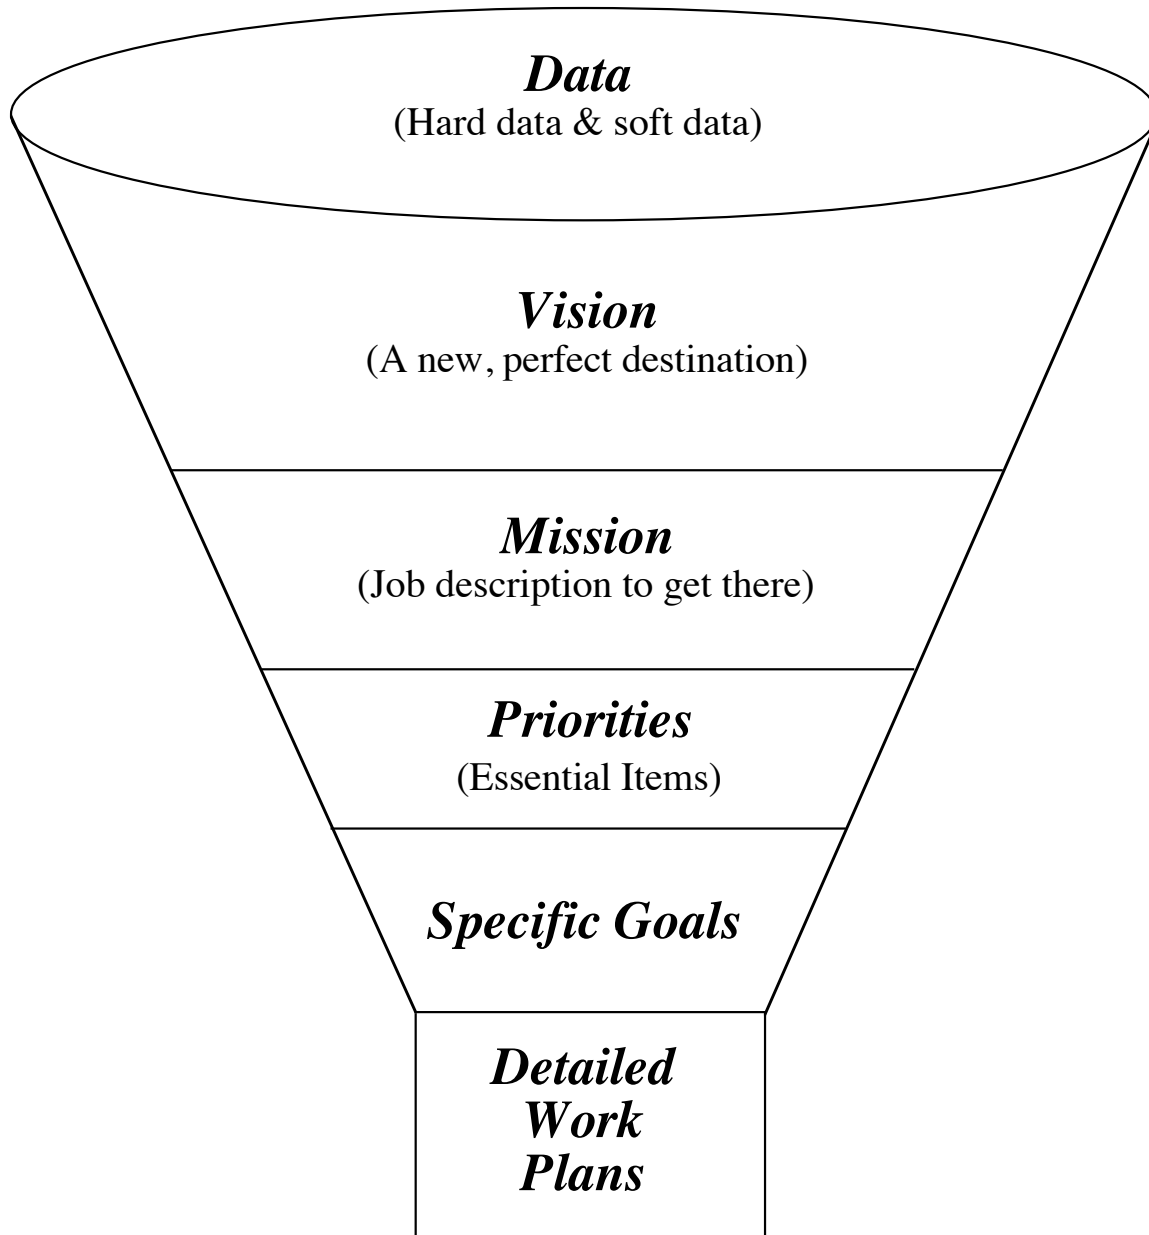 Data
(Hard data & soft data)
Vision
(A new, perfect destination)
Mission
(Job description to get there)
Priorities
(Essential Items)
Specific Goals
Detailed
Work
Plans